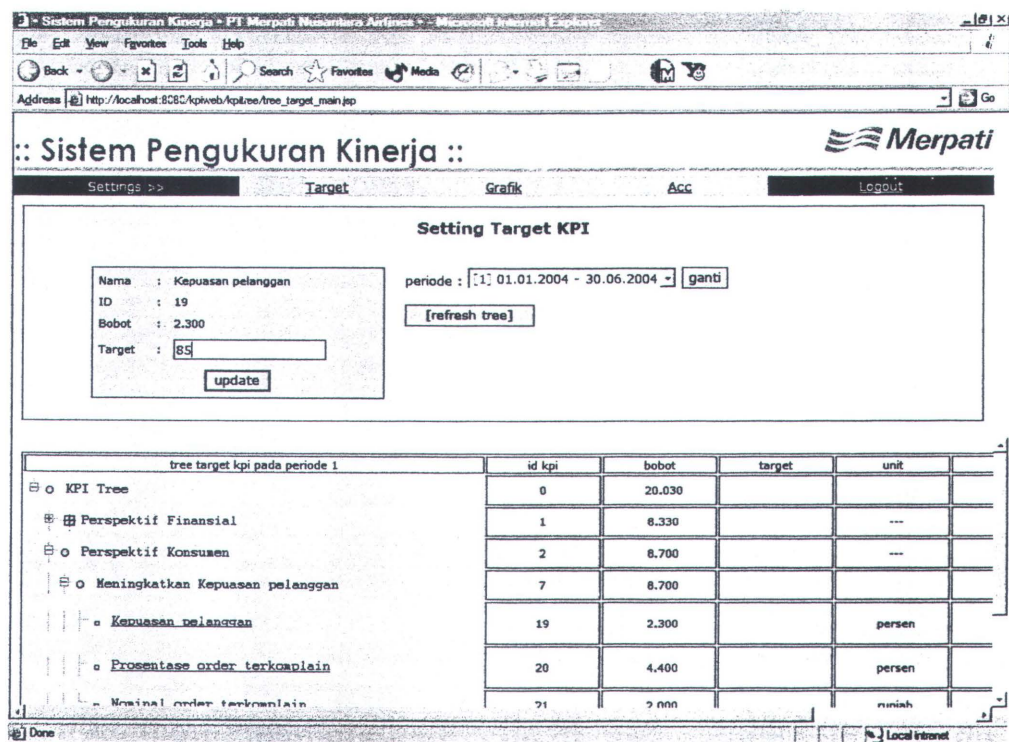 - Sistem Pengukuran Kinerja - PT Merpati Nusantara Airlines - Microsoft Internet Explorer
File Edit View Favorites Tools Help
Back Search Favorites Media
Address http://localhost:8080/kpiweb/kpitree/tree_target_main.jsp Go
:: Sistem Pengukuran Kinerja :: Merpati
Settings >> Target Grafik Acc Logout
Setting Target KPI
Nama : Kepuasan pelanggan
ID : 19
Bobot : 2.300
Target : 85
update
periode : [1] 01.01.2004 - 30.06.2004 ganti
[refresh tree]
tree target kpi pada periode 1 id kpi bobot target unit
KPI Tree 0 20.030
Perspektif Finansial 1 8.330 ---
Perspektif Konsumen 2 8.700 ---
Meningkatkan Kepuasan pelanggan 7 8.700
Kepuasan pelanggan 19 2.300 persen
Prosentase order terkomplain 20 4.400 persen
Nominal order terkomplain 21 2.000 rupiah
Done Local intranet